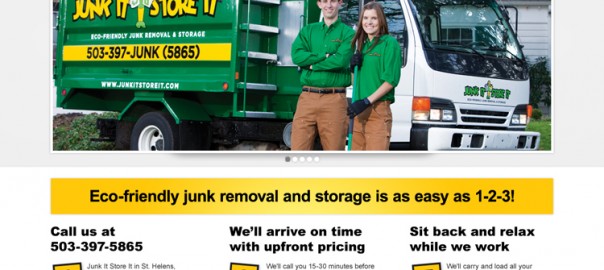 JUNK IT STORE IT
ECO-FRIENDLY JUNK REMOVAL & STORAGE
503-397-JUNK (5865)
WWW.JUNKITSTOREIT.COM
JUNK IT STORE IT
Eco-friendly junk removal and storage is as easy as 1-2-3!
Call us at
503-397-5865
We'll arrive on time
with upfront pricing
Sit back and relax
while we work
Junk It Store It in St. Helens,
We'll call you 15-30 minutes before
We'll carry and load all your